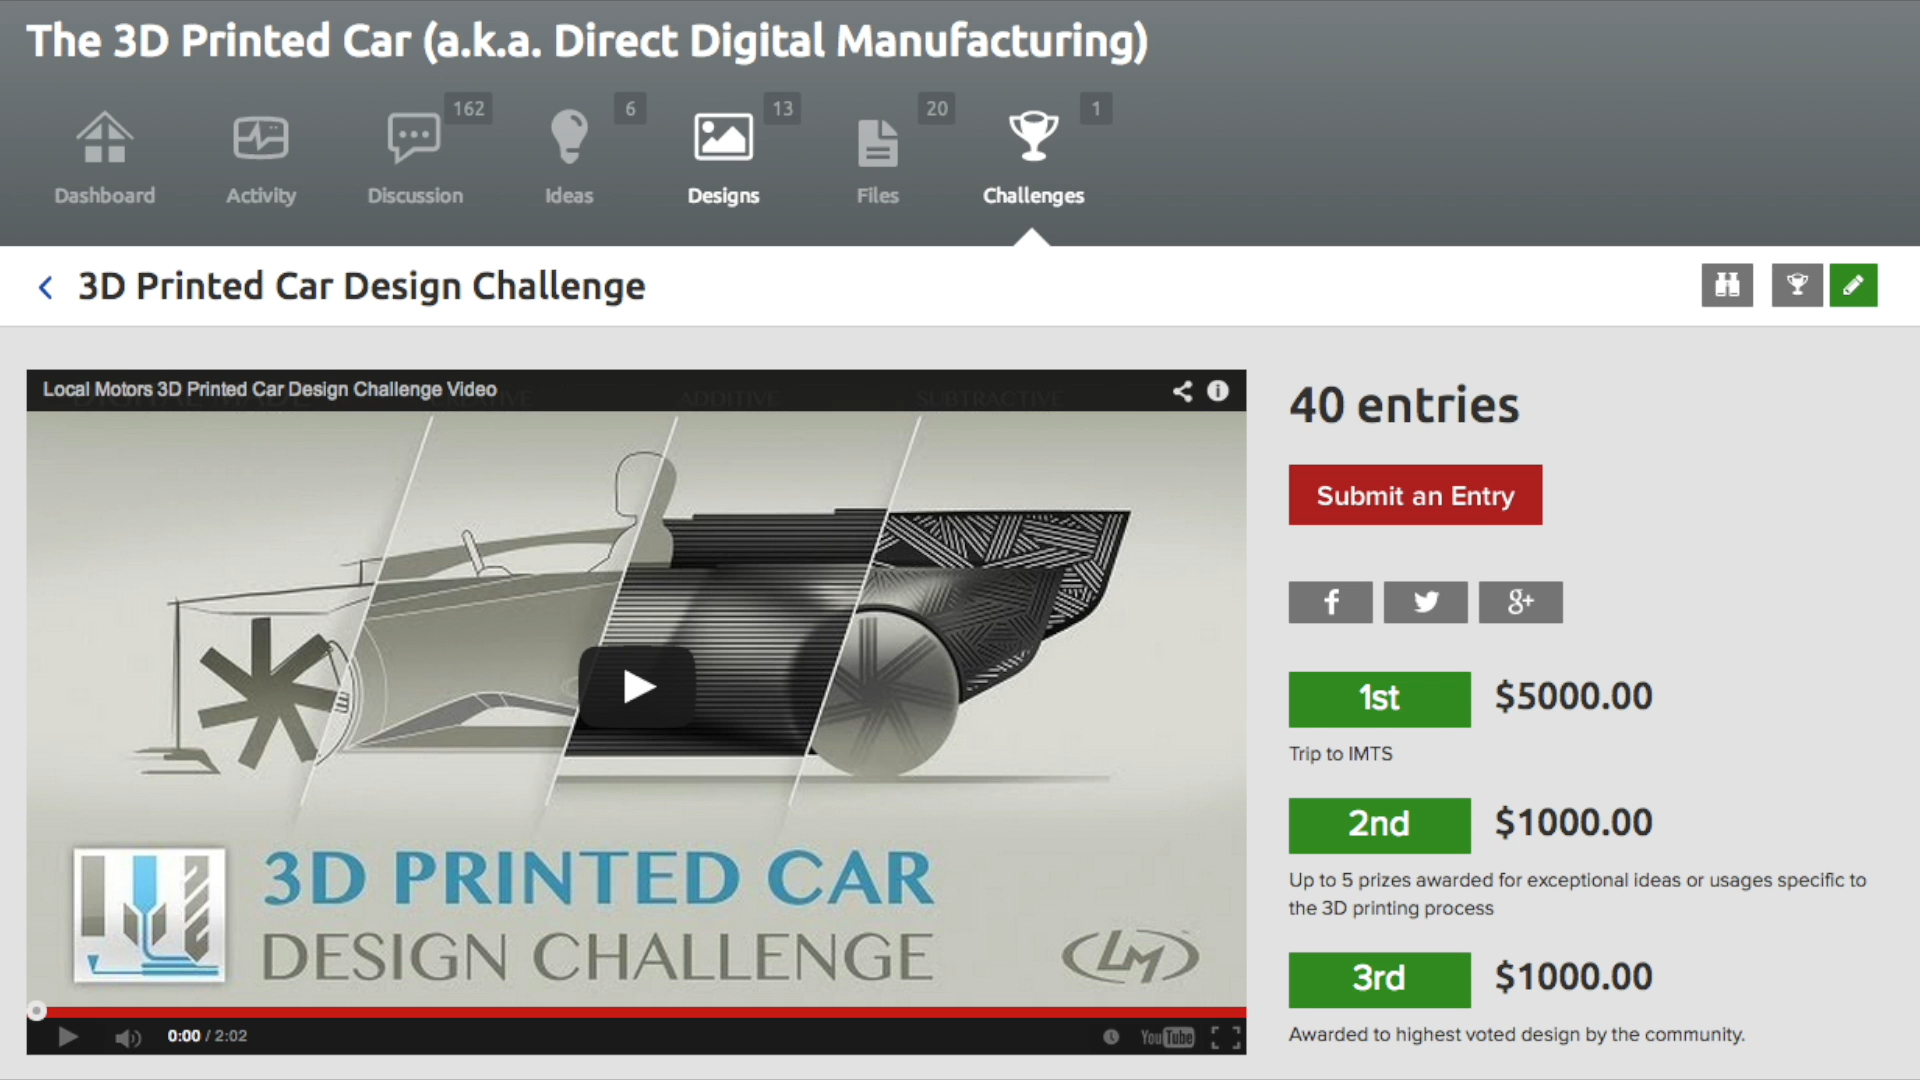 The 3D Printed Car (a.k.a. Direct Digital Manufacturing)
162
6
13
20
1
Dashboard
Activity
Discussion
Ideas
Designs
Files
Challenges
3D Printed Car Design Challenge
Local Motors 3D Printed Car Design Challenge Video
ADDITIVE
SUBTRACTIVE
3D PRINTED CAR
DESIGN CHALLENGE
LM
0:00 / 2:02
YouTube
40 entries
Submit an Entry
f
g+
1st $5000.00
Trip to IMTS
2nd $1000.00
Up to 5 prizes awarded for exceptional ideas or usages specific to
the 3D printing process
3rd $1000.00
Awarded to highest voted design by the community.